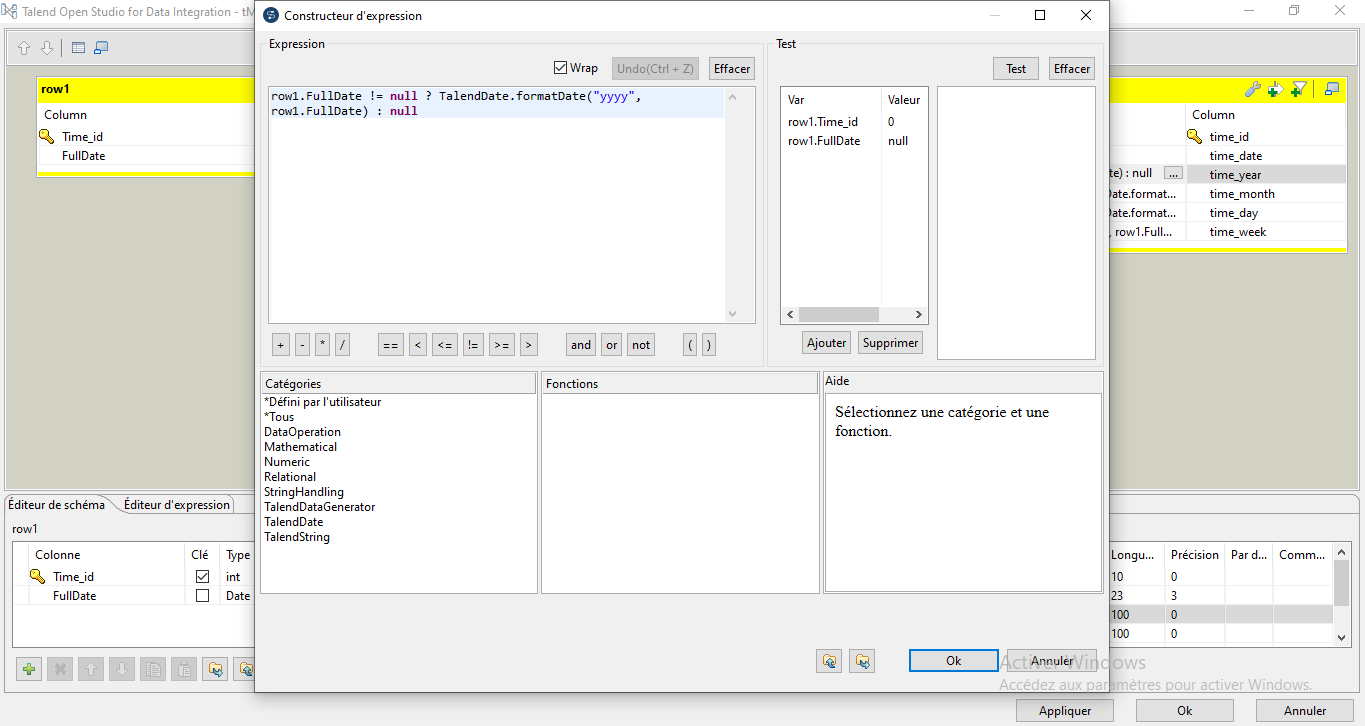 Talend Open Studio for Data Integration - tM
Constructeur d'expression
Expression
Test
Wrap
Undo(Ctrl + Z)
Effacer
Test
Effacer
row1
Column
Time_id
FullDate
row1.FullDate != null ? TalendDate.formatDate("yyyy",
row1.FullDate) : null
Var Valeur
row1.Time_id 0
row1.FullDate null
Column
time_id
time_date
te) : null ... time_year
Date.format... time_month
Date.format... time_day
, row1.Full... time_week
+ - * / == < <= != >= > and or not ( )
Ajouter Supprimer
Catégories
*Défini par l'utilisateur
*Tous
DataOperation
Mathematical
Numeric
Relational
StringHandling
TalendDataGenerator
TalendDate
TalendString
Fonctions
Aide
Sélectionnez une catégorie et une
fonction.
Éditeur de schéma Éditeur d'expression
row1
Colonne Clé Type
Time_id int
FullDate Date
Longu... Précision Par d... Comm...
10 0
23 3
100 0
100 0
Ok Annuler
Activer Windows
Accédez aux paramètres pour activer Windows.
Appliquer Ok Annuler